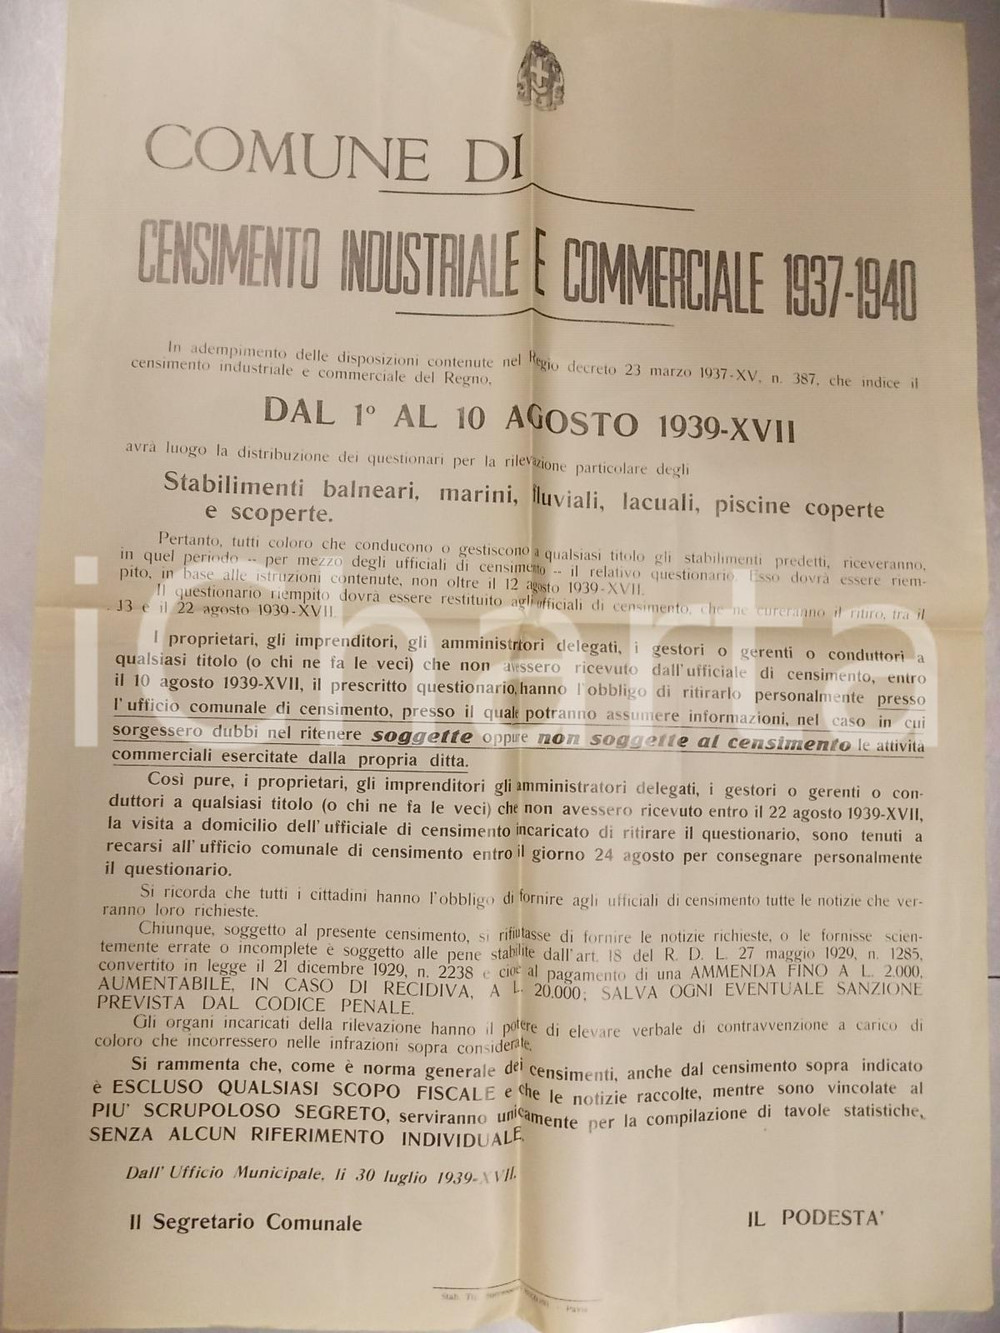 COMUNE DI
CENSIMENTO INDUSTRIALE E COMMERCIALE 1937-1940
In adempimento delle disposizioni contenute nel Regio decreto 23 marzo 1937-XV, n. 387, che indice il
censimento industriale e commerciale del Regno,
DAL 1º AL 10 AGOSTO 1939-XVII
avrà luogo la distribuzione dei questionari per la rilevazione particolare degli
Stabilimenti balneari, marini, fluviali, lacuali, piscine coperte
e scoperte.
Pertanto, tutti coloro che conducono o gestiscono a qualsiasi titolo gli stabilimenti predetti, riceveranno,
in quel periodo -- per mezzo degli ufficiali di censimento -- il relativo questionario. Esso dovrà essere riem-
pito, in base alle istruzioni contenute, non oltre il 12 agosto 1939-XVII.
Il questionario riempito dovrà essere restituito agli ufficiali di censimento, che ne cureranno il ritiro, tra il
13 e il 22 agosto 1939-XVII.
I proprietari, gli imprenditori, gli amministratori delegati, i gestori o gerenti o conduttori a
qualsiasi titolo (o chi ne fa le veci) che non avessero ricevuto dall'ufficiale di censimento, entro
il 10 agosto 1939-XVII, il prescritto questionario, hanno l'obbligo di ritirarlo personalmente presso
l'ufficio comunale di censimento, presso il quale potranno assumere informazioni, nel caso in cui
sorgessero dubbi nel ritenere soggette oppure non soggette al censimento le attività
commerciali esercitate dalla propria ditta.
Così pure, i proprietari, gli imprenditori gli amministratori delegati, i gestori o gerenti o con-
duttori a qualsiasi titolo (o chi ne fa le veci) che non avessero ricevuto entro il 22 agosto 1939-XVII,
la visita a domicilio dell'ufficiale di censimento incaricato di ritirare il questionario, sono tenuti a
recarsi all'ufficio comunale di censimento entro il giorno 24 agosto per consegnare personalmente
il questionario.
Si ricorda che tutti i cittadini hanno l'obbligo di fornire agli ufficiali di censimento tutte le notizie che ver-
ranno loro richieste.
Chiunque, soggetto al presente censimento, si rifiutasse di fornire le notizie richieste, o le fornisse scien-
temente errate o incomplete è soggetto alle pene stabilite dall'art. 18 del R. D. L. 27 maggio 1929, n. 1285,
convertito in legge il 21 dicembre 1929, n. 2238 e cioè al pagamento di una AMMENDA FINO A L. 2.000,
AUMENTABILE, IN CASO DI RECIDIVA, A L. 20.000; SALVA OGNI EVENTUALE SANZIONE
PREVISTA DAL CODICE PENALE.
Gli organi incaricati della rilevazione hanno il potere di elevare verbale di contravvenzione a carico di
coloro che incorressero nelle infrazioni sopra considerate.
Si rammenta che, come è norma generale dei censimenti, anche dal censimento sopra indicato
è ESCLUSO QUALSIASI SCOPO FISCALE e che le notizie raccolte, mentre sono vincolate al
PIU' SCRUPOLOSO SEGRETO, serviranno unicamente per la compilazione di tavole statistiche,
SENZA ALCUN RIFERIMENTO INDIVIDUALE.
Dall'Ufficio Municipale, li 30 luglio 1939-XVII.
Il Segretario Comunale
IL PODESTA'
Stab. Tip.
iCharta